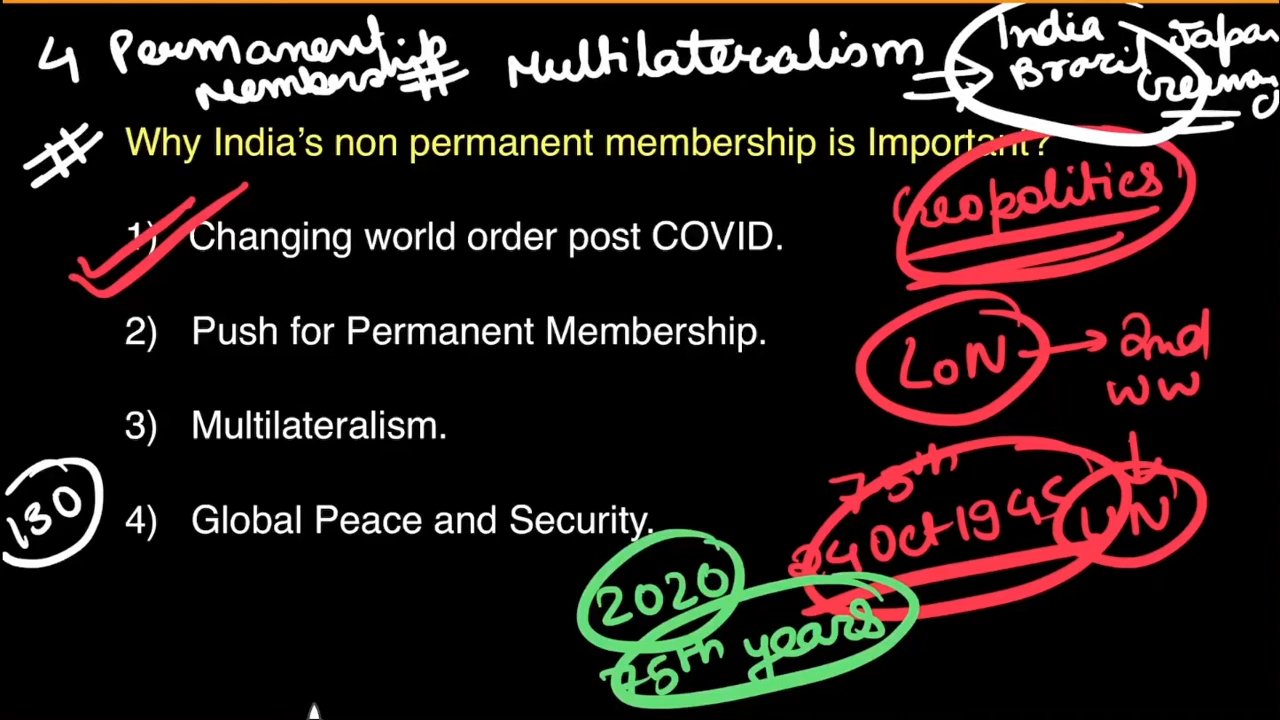 4 Permanent Membership # Multilateralism
India
Brazil
Japan
Germany
# Why India's non permanent membership is Important?
Geopolitics
1) Changing world order post COVID.
2) Push for Permanent Membership.
LON → 2nd
WW
3) Multilateralism.
75th
24 Oct 1945 UN
130
4) Global Peace and Security.
2020
75th years